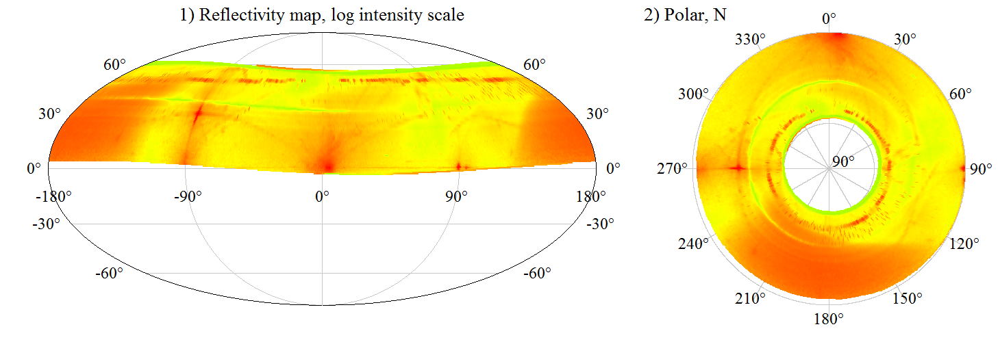 1) Reflectivity map, log intensity scale
60° 60°
30° 30°
0° 0°
-180° -90° 0° 90° 180°
-30° -30°
-60° -60°
2) Polar, N
0°
330° 30°
300° 60°
270° 90° 90°
240° 120°
210° 150°
180°